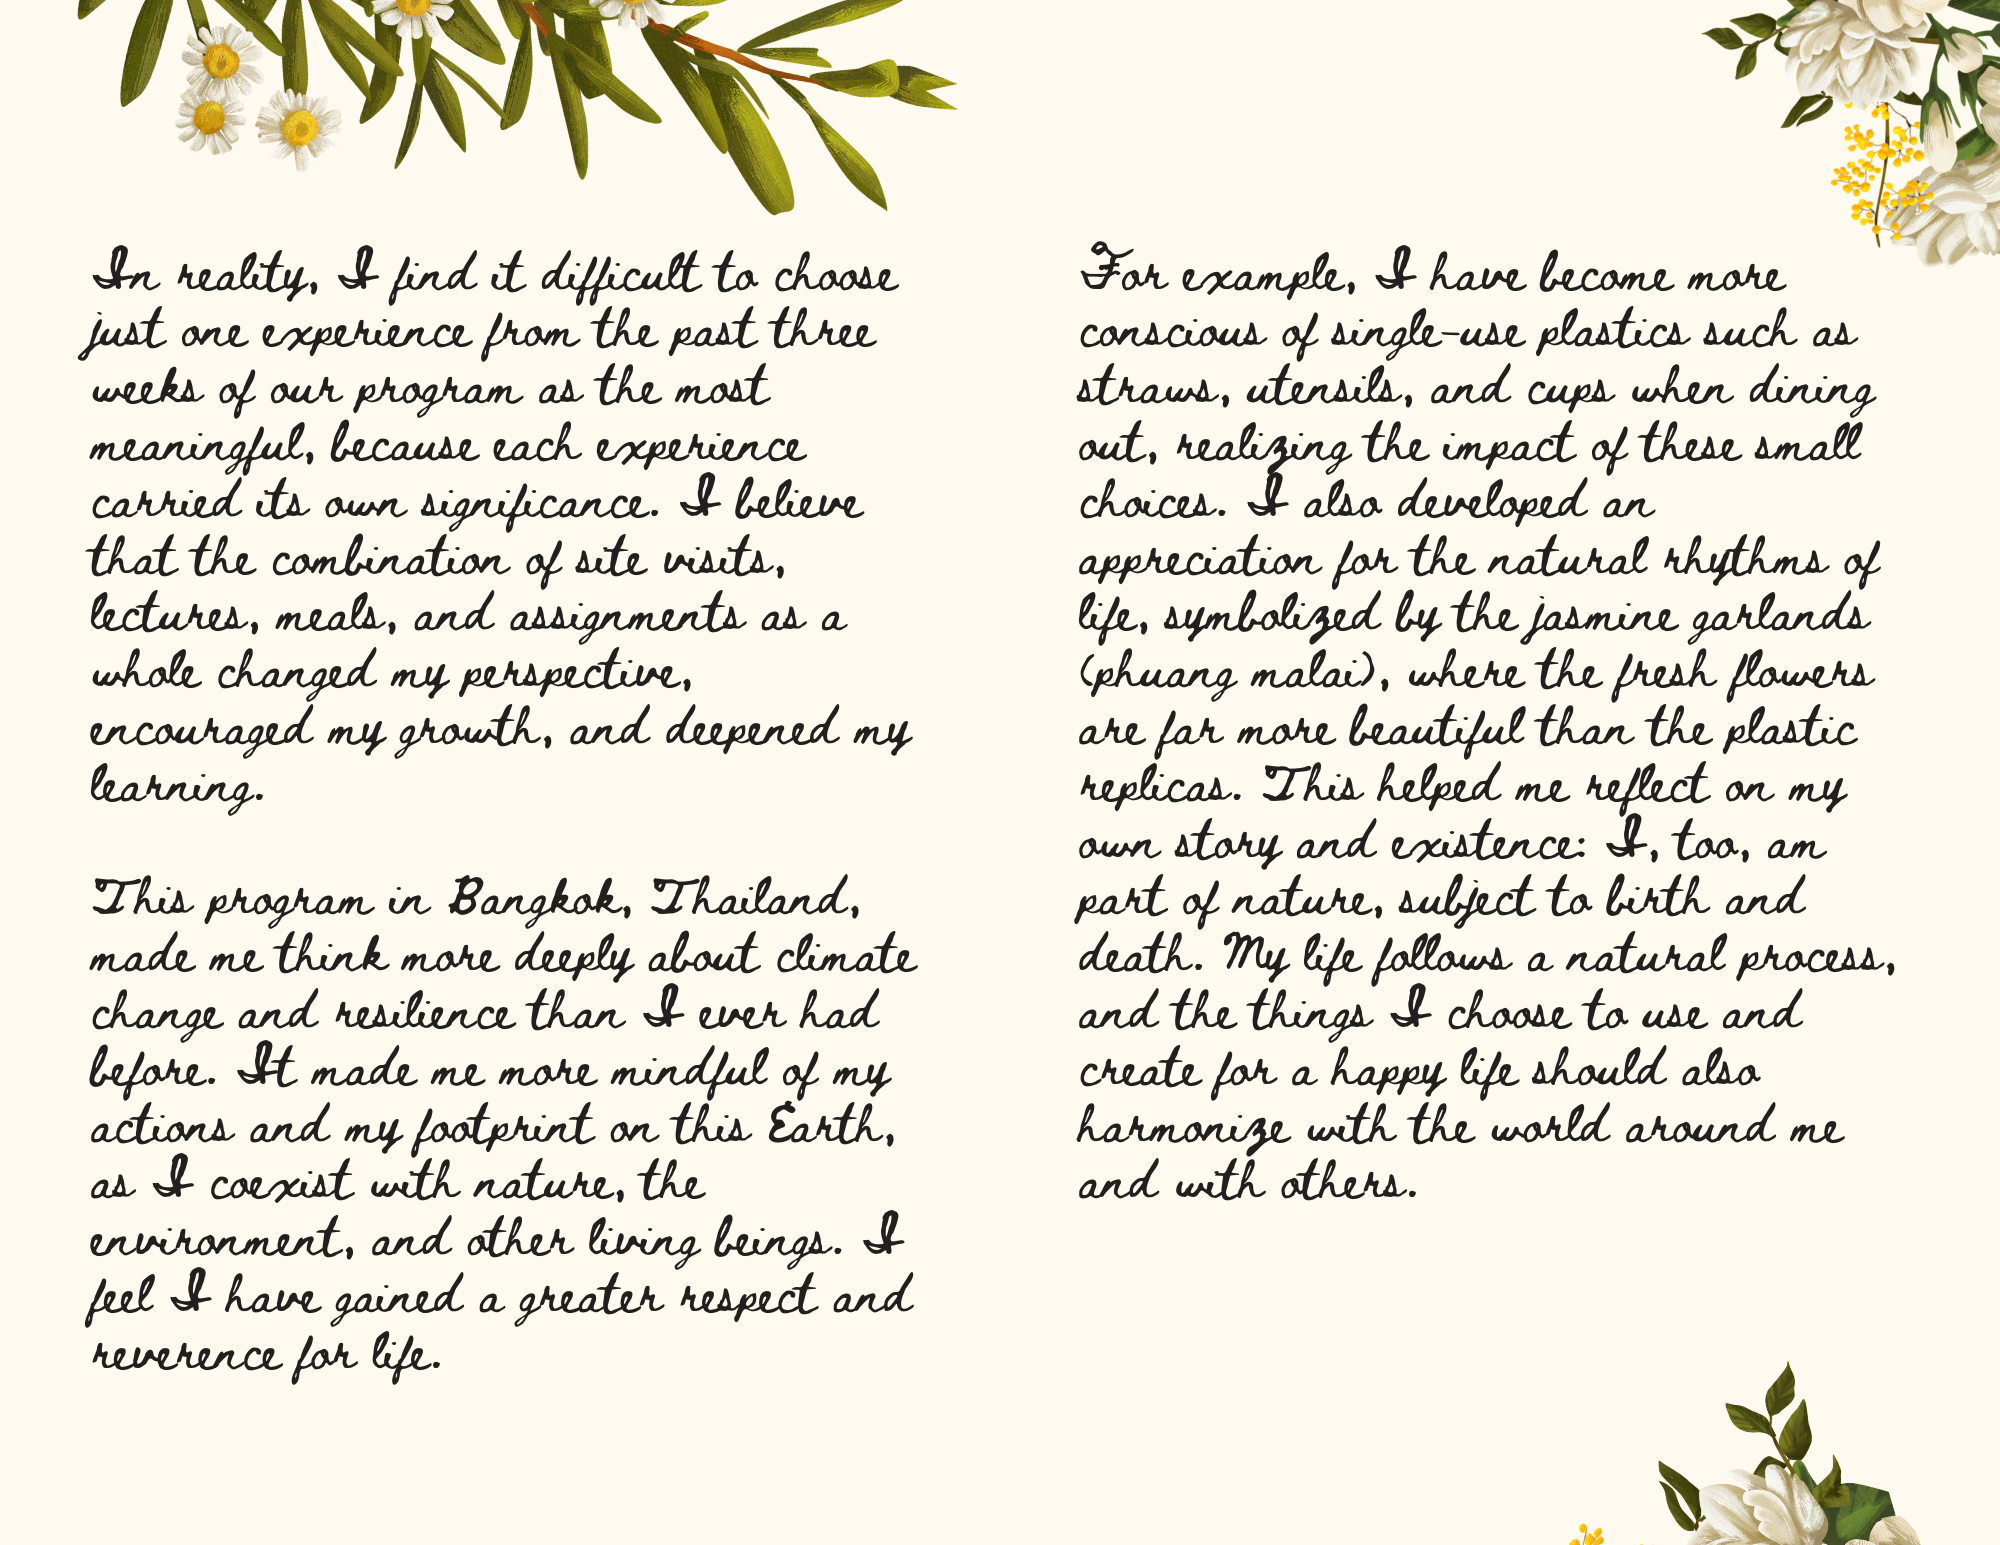 In reality, I find it difficult to choose
just one experience from the past three
weeks of our program as the most
meaningful, because each experience
carried its own significance. I believe
that the combination of site visits,
lectures, meals, and assignments as a
whole changed my perspective,
encouraged my growth, and deepened my
learning.
This program in Bangkok, Thailand,
made me think more deeply about climate
change and resilience than I ever had
before. It made me more mindful of my
actions and my footprint on this Earth,
as I coexist with nature, the
environment, and other living beings. I
feel I have gained a greater respect and
reverence for life.
For example, I have become more
conscious of single-use plastics such as
straws, utensils, and cups when dining
out, realizing the impact of these small
choices. I also developed an
appreciation for the natural rhythms of
life, symbolized by the jasmine garlands
(phuang malai), where the fresh flowers
are far more beautiful than the plastic
replicas. This helped me reflect on my
own story and existence: I, too, am
part of nature, subject to birth and
death. My life follows a natural process,
and the things I choose to use and
create for a happy life should also
harmonize with the world around me
and with others.